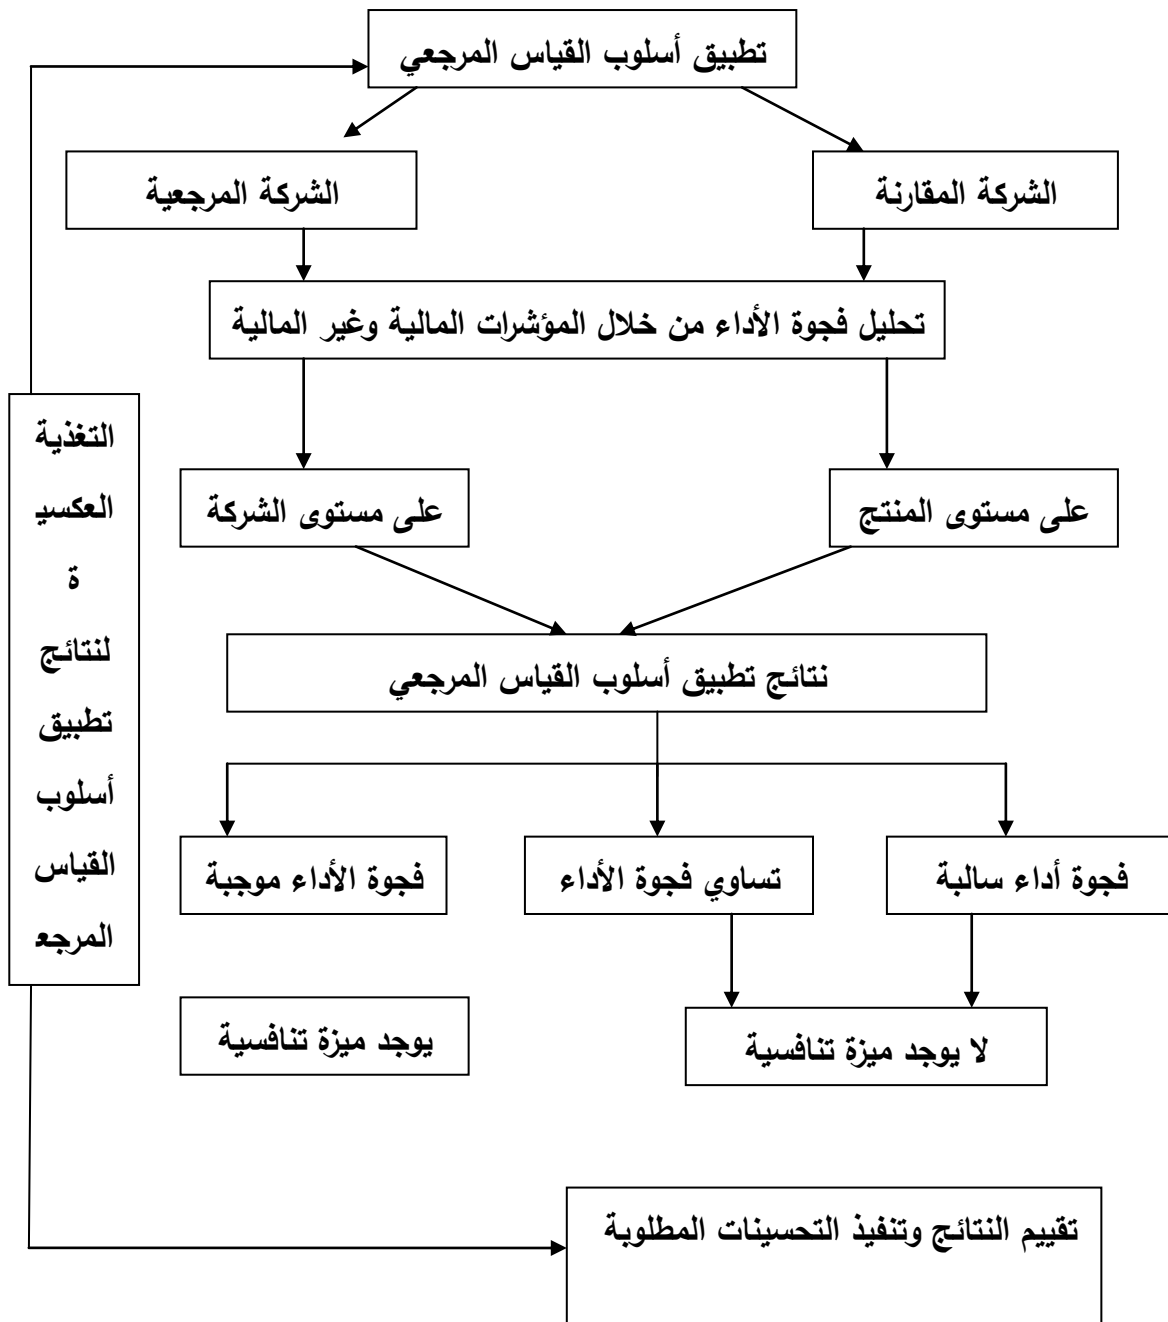 تطبيق أسلوب القياس المرجعي
الشركة المقارنة
الشركة المرجعية
تحليل فجوة الأداء من خلال المؤشرات المالية وغير المالية
على مستوى المنتج
على مستوى الشركة
نتائج تطبيق أسلوب القياس المرجعي
فجوة أداء سالبة
تساوي فجوة الأداء
فجوة الأداء موجبة
لا يوجد ميزة تنافسية
يوجد ميزة تنافسية
تقييم النتائج وتنفيذ التحسينات المطلوبة
التغذية
العكسيـ
ة
لنتائج
تطبيق
أسلوب
القياس
المرجعـ